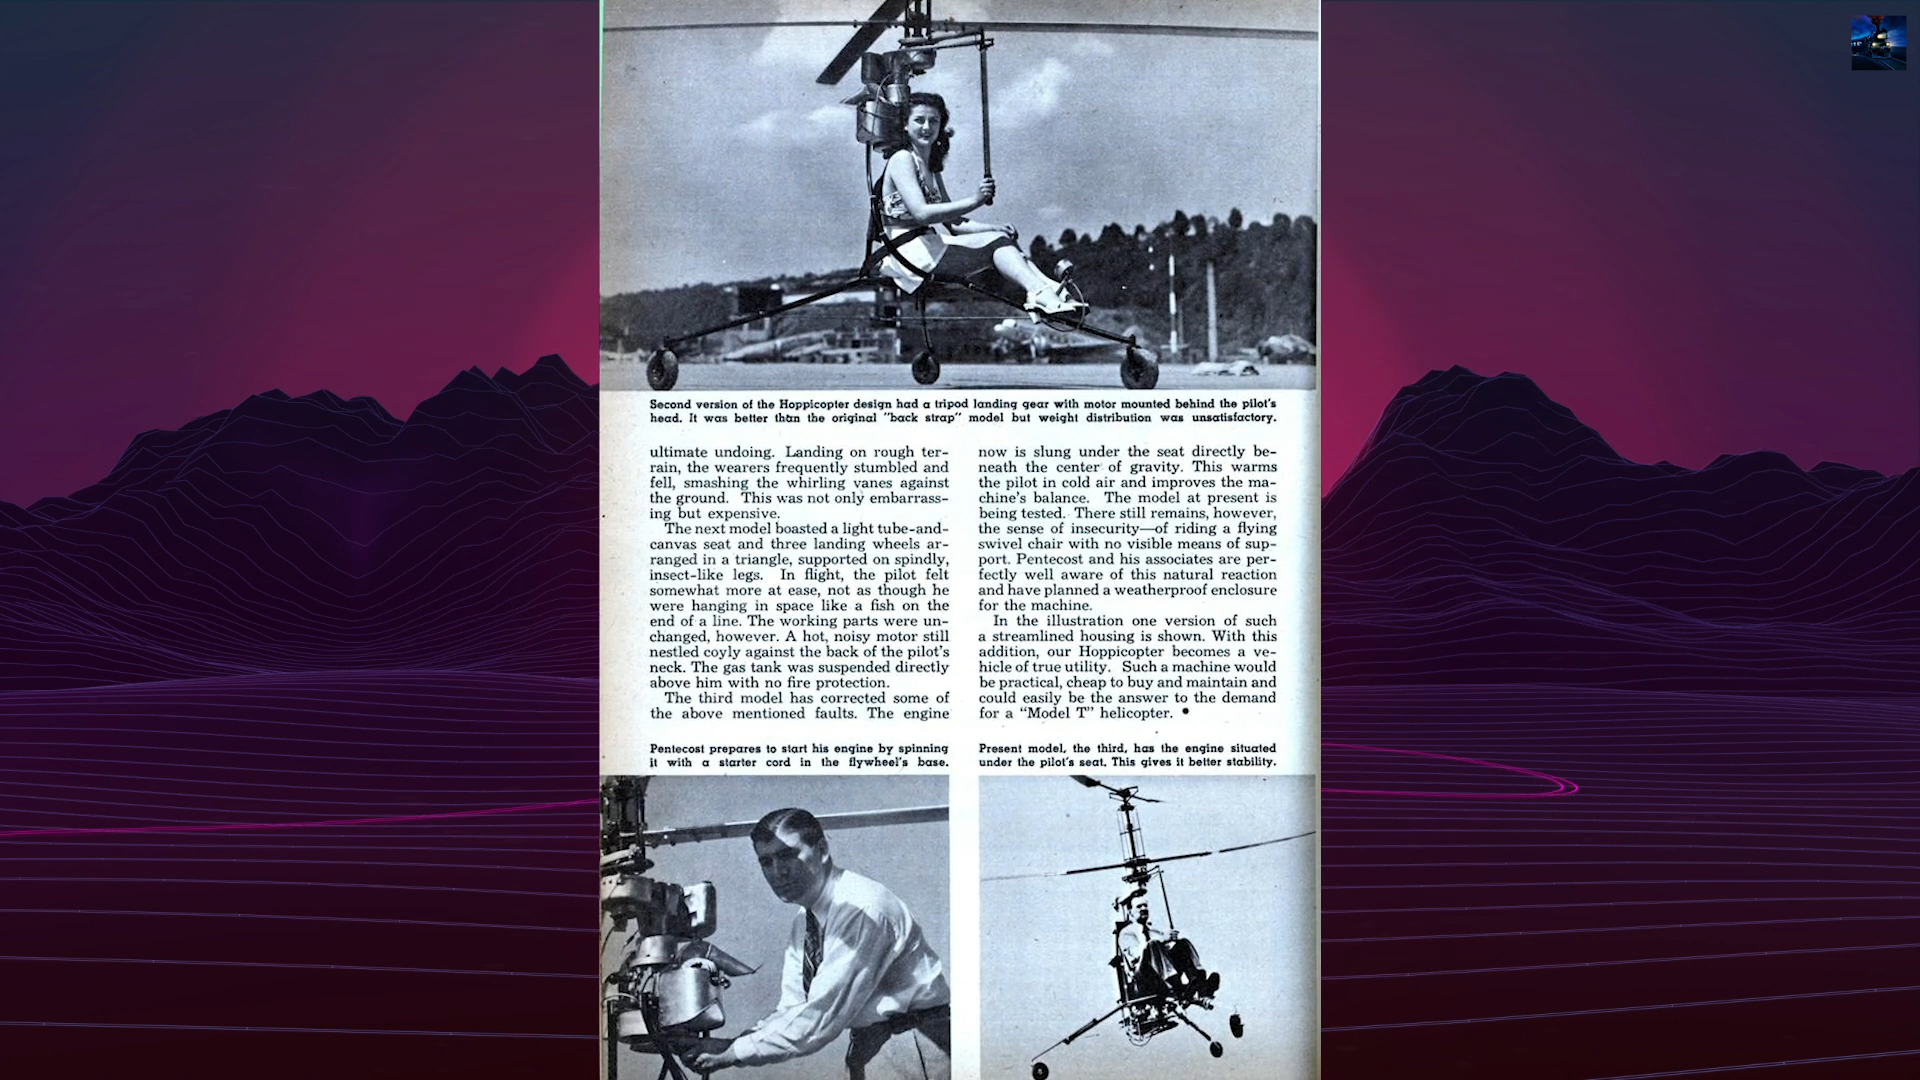 Second version of the Hoppicopter design had a tripod landing gear with motor mounted behind the pilot's
head. It was better than the original "back strap" model but weight distribution was unsatisfactory.
ultimate undoing. Landing on rough ter-
rain, the wearers frequently stumbled and
fell, smashing the whirling vanes against
the ground. This was not only embarrass-
ing but expensive.
The next model boasted a light tube-and-
canvas seat and three landing wheels ar-
ranged in a triangle, supported on spindly,
insect-like legs. In flight, the pilot felt
somewhat more at ease, not as though he
were hanging in space like a fish on the
end of a line. The working parts were un-
changed, however. A hot, noisy motor still
nestled coyly against the back of the pilot's
neck. The gas tank was suspended directly
above him with no fire protection.
The third model has corrected some of
the above mentioned faults. The engine
now is slung under the seat directly be-
neath the center of gravity. This warms
the pilot in cold air and improves the ma-
chine's balance. The model at present is
being tested. There still remains, however,
the sense of insecurity—of riding a flying
swivel chair with no visible means of sup-
port. Pentecost and his associates are per-
fectly well aware of this natural reaction
and have planned a weatherproof enclosure
for the machine.
In the illustration one version of such
a streamlined housing is shown. With this
addition, our Hoppicopter becomes a ve-
hicle of true utility. Such a machine would
be practical, cheap to buy and maintain and
could easily be the answer to the demand
for a "Model T" helicopter. •
Pentecost prepares to start his engine by spinning
it with a starter cord in the flywheel's base.
Present model, the third, has the engine situated
under the pilot's seat. This gives it better stability.